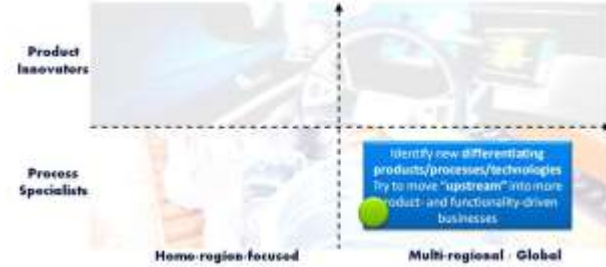 Product
Innovators
Process
Specialists
Identify new differentiating
products/processes/technologies
Try to move "upstream" into more
product- and functionality-driven
businesses
Home-region-focused
Multi-regional - Global